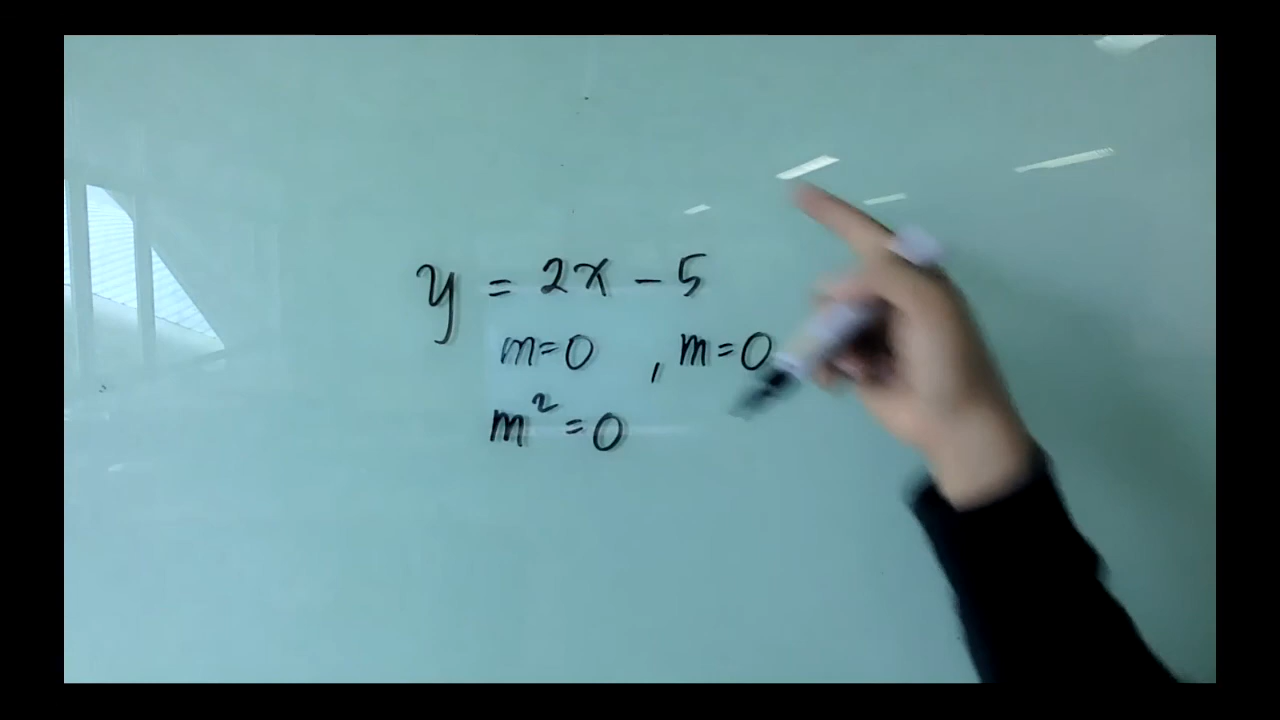 y = 2x - 5
m=0 , m=0
m²=0